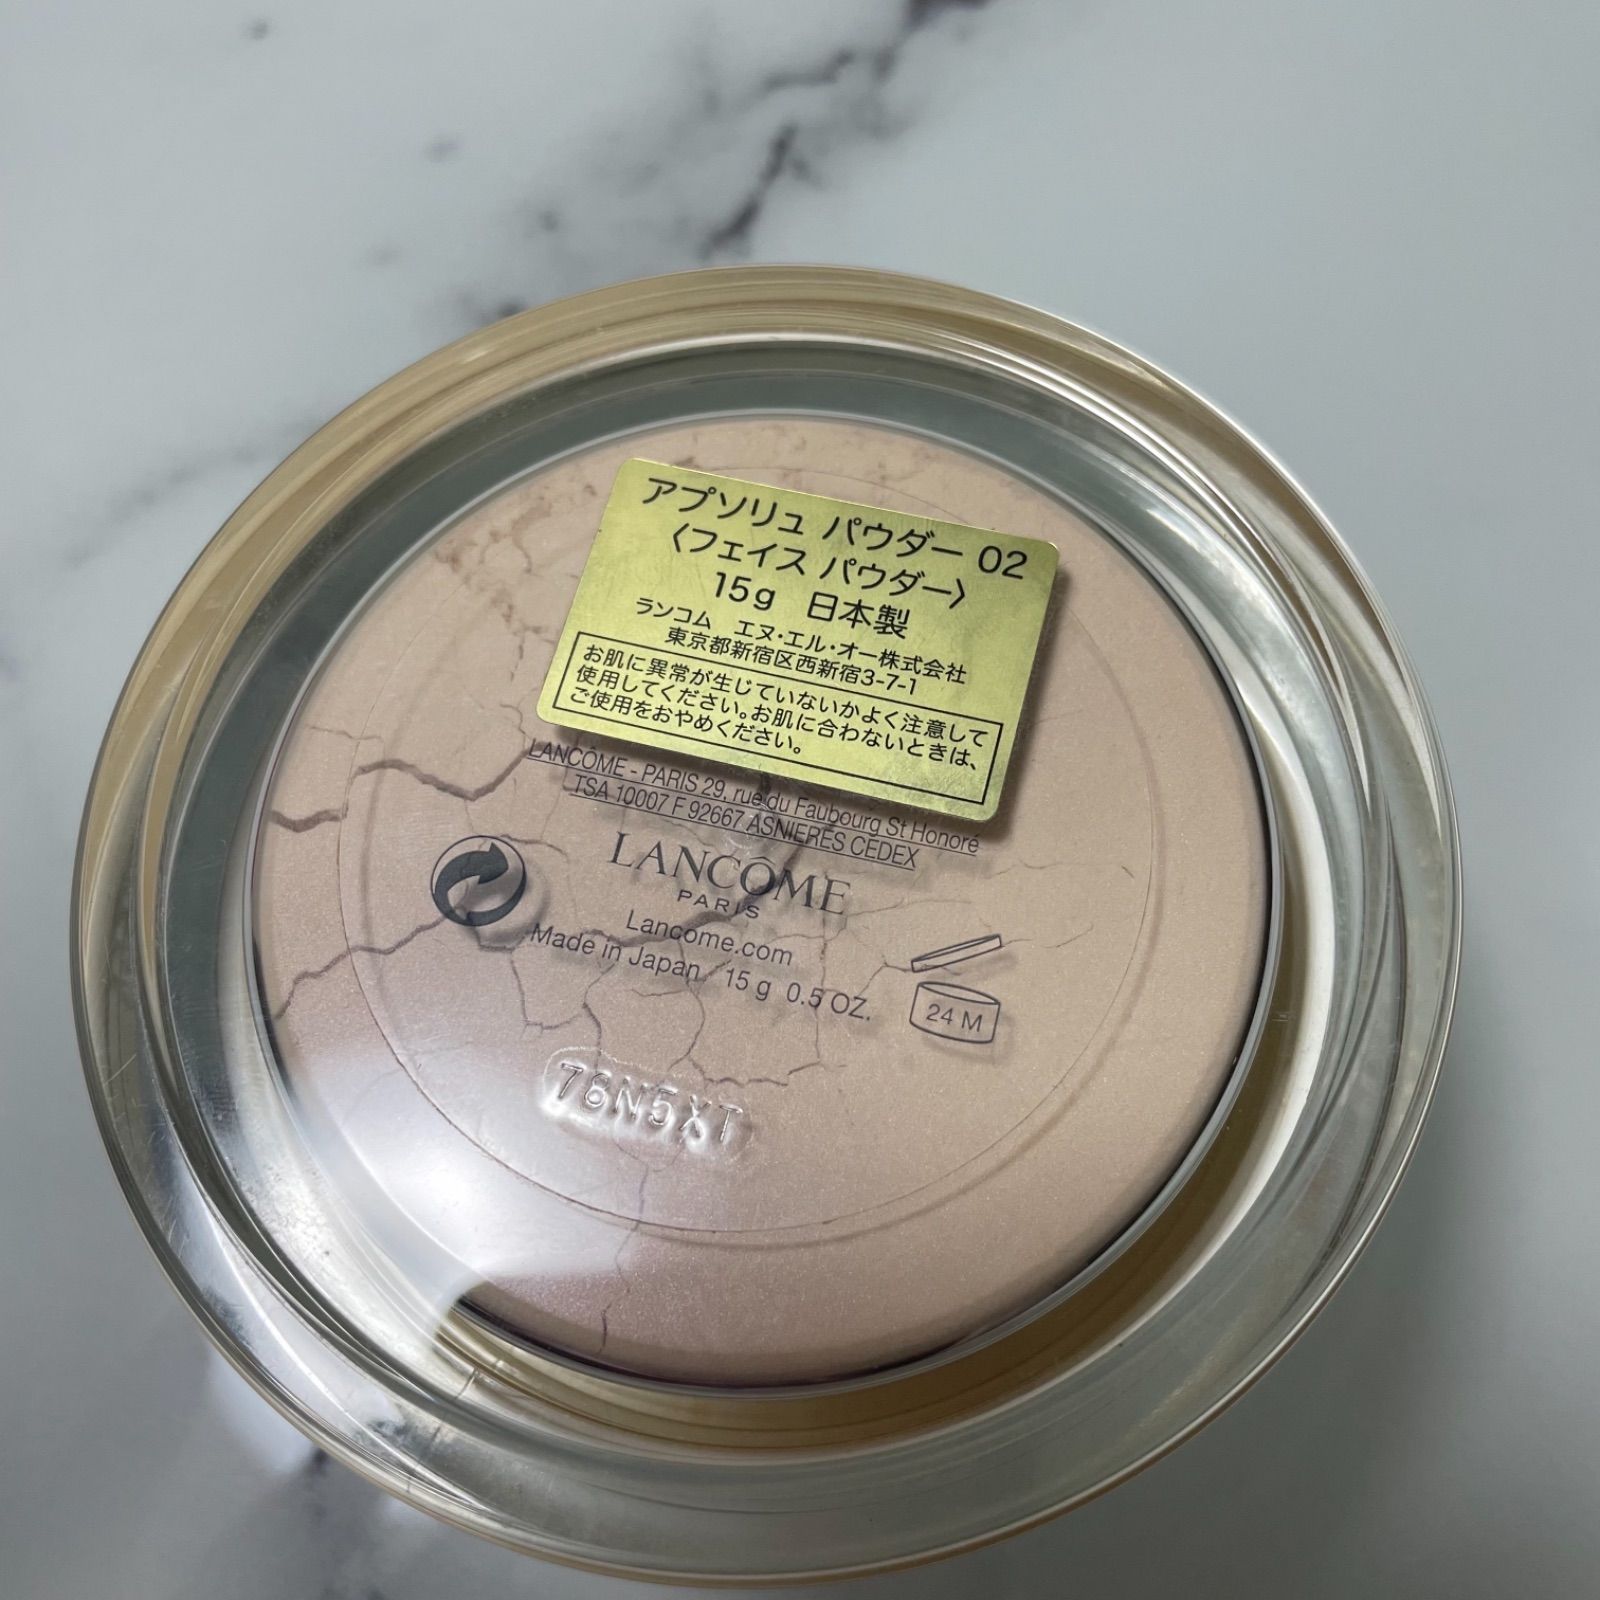 アプソリュ パウダー 02
〈フェイス パウダー〉
15g 日本製
ランコム エヌ・エル・オー株式会社
東京都新宿区西新宿3-7-1
お肌に異常が生じていないかよく注意して
使用してください。お肌に合わないときは、
ご使用をおやめください。
LANCÔME - PARIS 29, rue du Faubourg St Honoré
TSA 10007 F 92667 ASNIERES CEDEX
LANCÔME
PARIS
Lancome.com
Made in Japan 15 g 0.5 OZ.
24 M
78N5XT